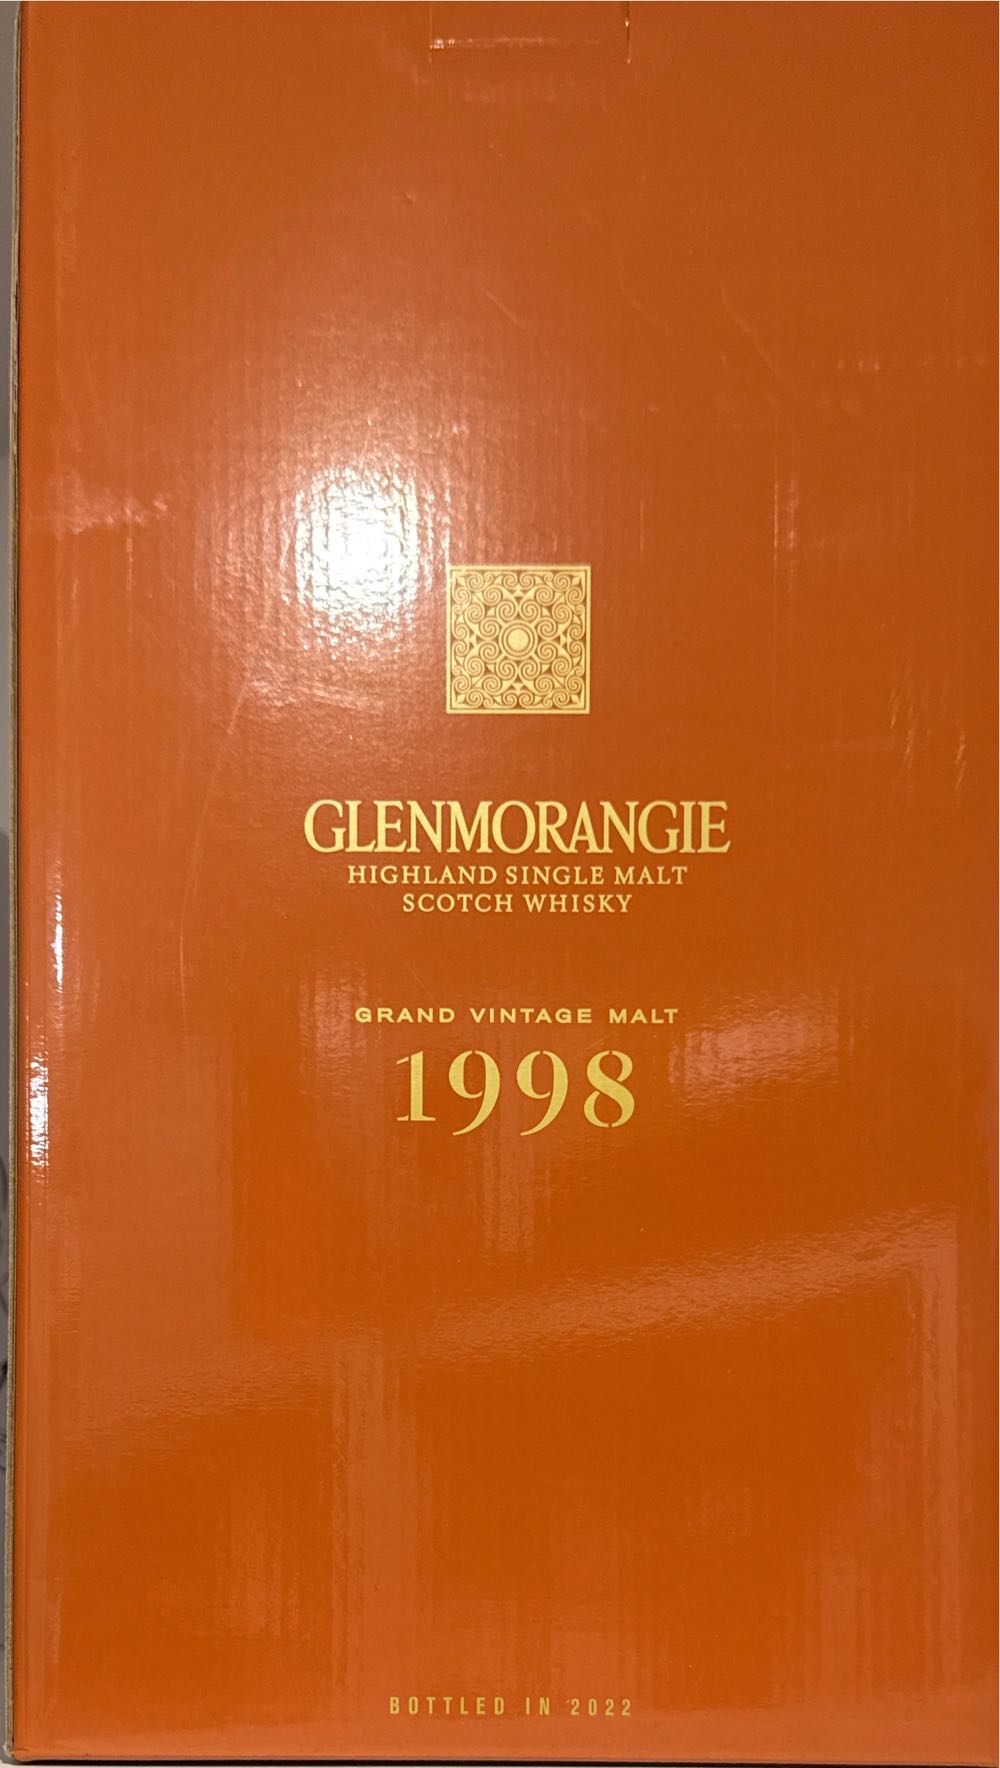 GLENMORANGIE
HIGHLAND SINGLE MALT
SCOTCH WHISKY
GRAND VINTAGE MALT
1998
BOTTLED IN 2022